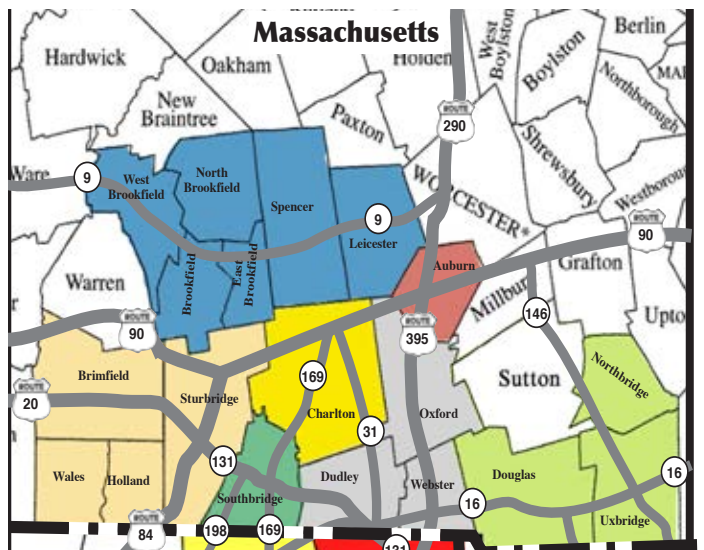 Massachusetts
Hardwick
Oakham
Holden
West
Boylston
Boylston
Berlin
Northborough
New
Braintree
Paxton
ROUTE
290
Shrewsbury
Ware
9
West
Brookfield
North
Brookfield
Spencer
9
Leicester
WORCESTER*
ROUTE
90
Warren
Brookfield
East
Brookfield
Auburn
Millbur
Grafton
Upto
ROUTE
90
ROUTE
395
146
Brimfield
Sturbridge
169
Charlton
31
Oxford
Sutton
Northbridge
ROUTE
20
131
Wales
Holland
Southbridge
Dudley
Webster
Douglas
16
16
Uxbridge
ROUTE
84
198
169
131